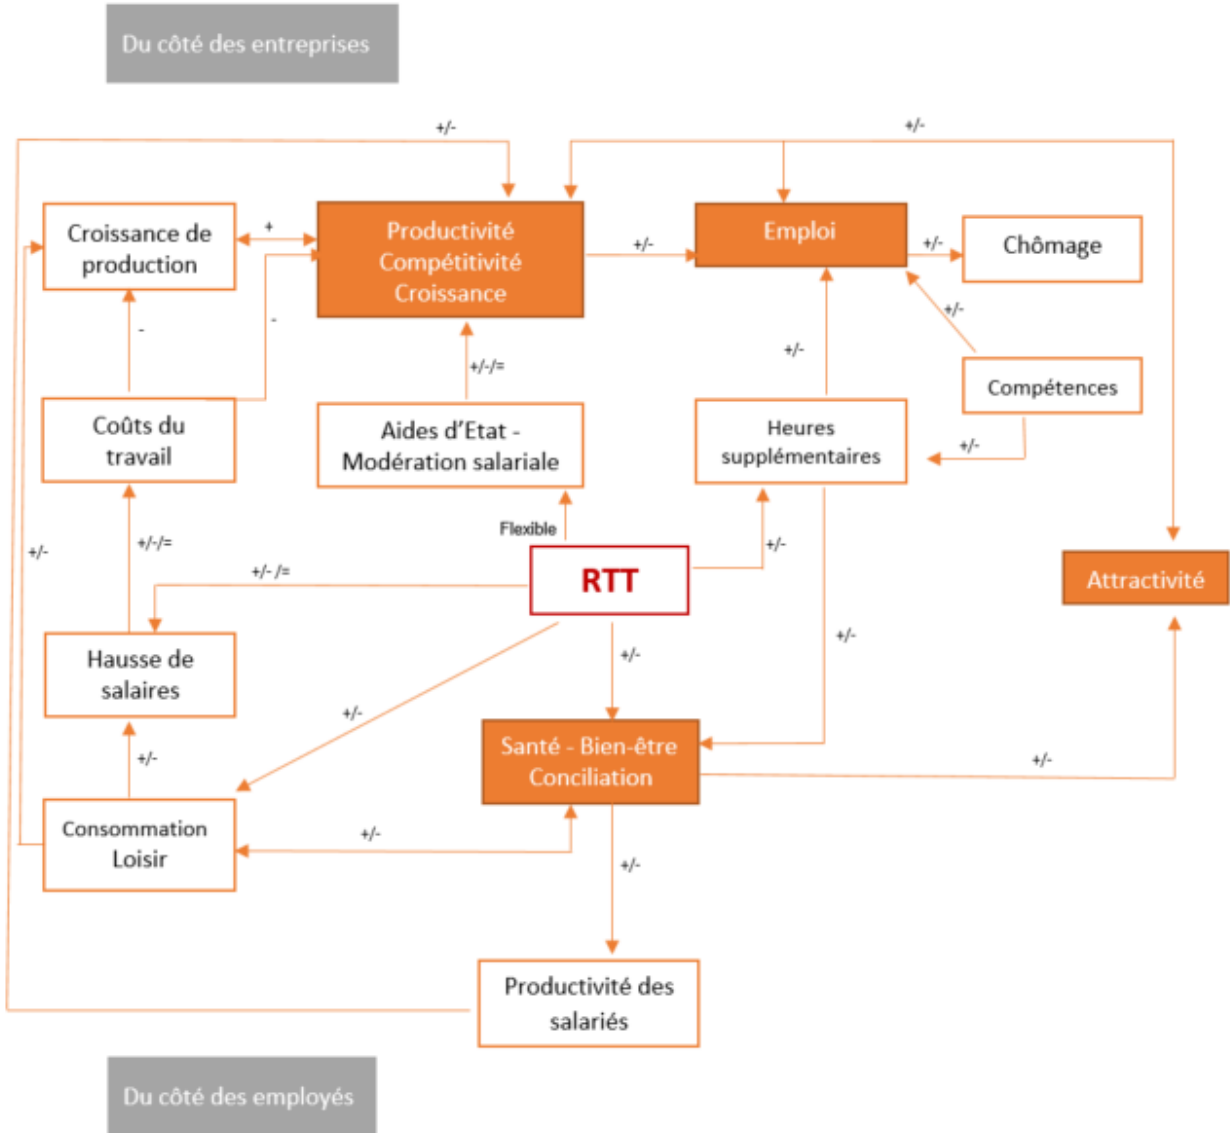 Du côté des entreprises
+/-
+/-
Croissance de
production
+
Productivité
Compétitivité
Croissance
+/-
Emploi
+/-
Chômage
-
-
+/-/=
+/-
+/-
Compétences
Coûts du
travail
Aides d'Etat -
Modération salariale
Heures
supplémentaires
+/-
Flexible
+/-
+/-/=
+/- /=
RTT
+/-
Attractivité
Hausse de
salaires
+/-
+/-
+/-
+/-
Santé - Bien-être
Conciliation
+/-
+/-
Consommation
Loisir
+/-
+/-
Productivité des
salariés
Du côté des employés